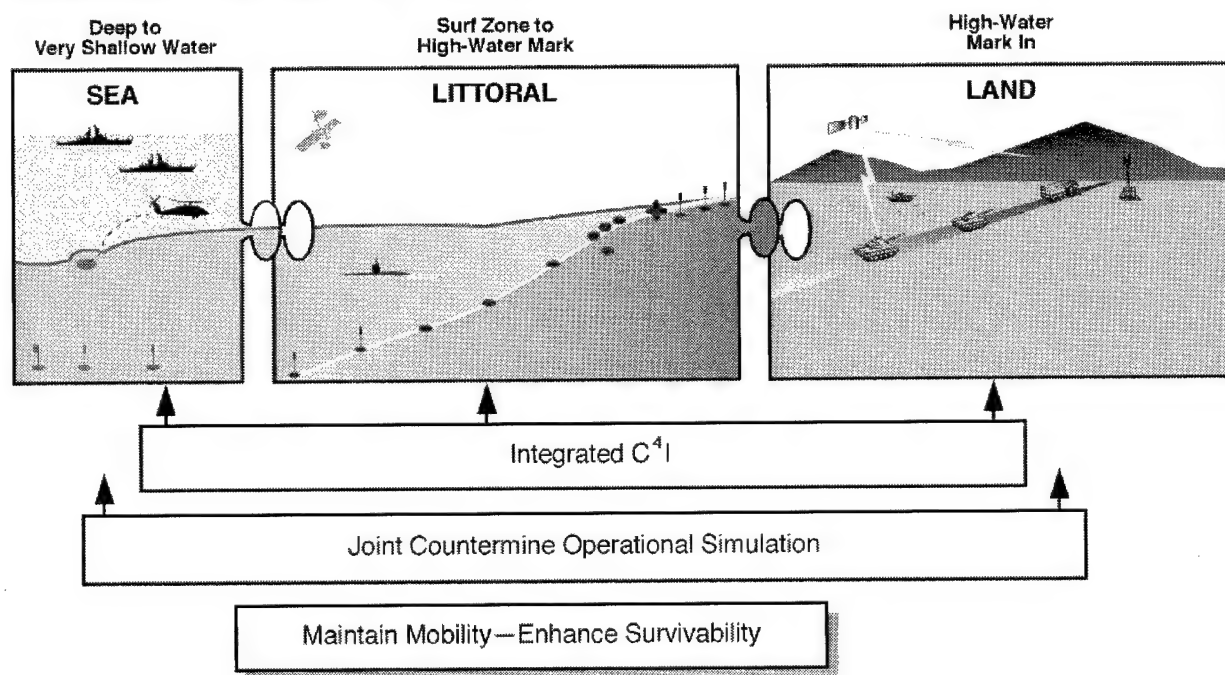 Deep to
Very Shallow Water
SEA
Surf Zone to
High-Water Mark
LITTORAL
High-Water
Mark In
LAND
Integrated C⁴I
Joint Countermine Operational Simulation
Maintain Mobility—Enhance Survivability